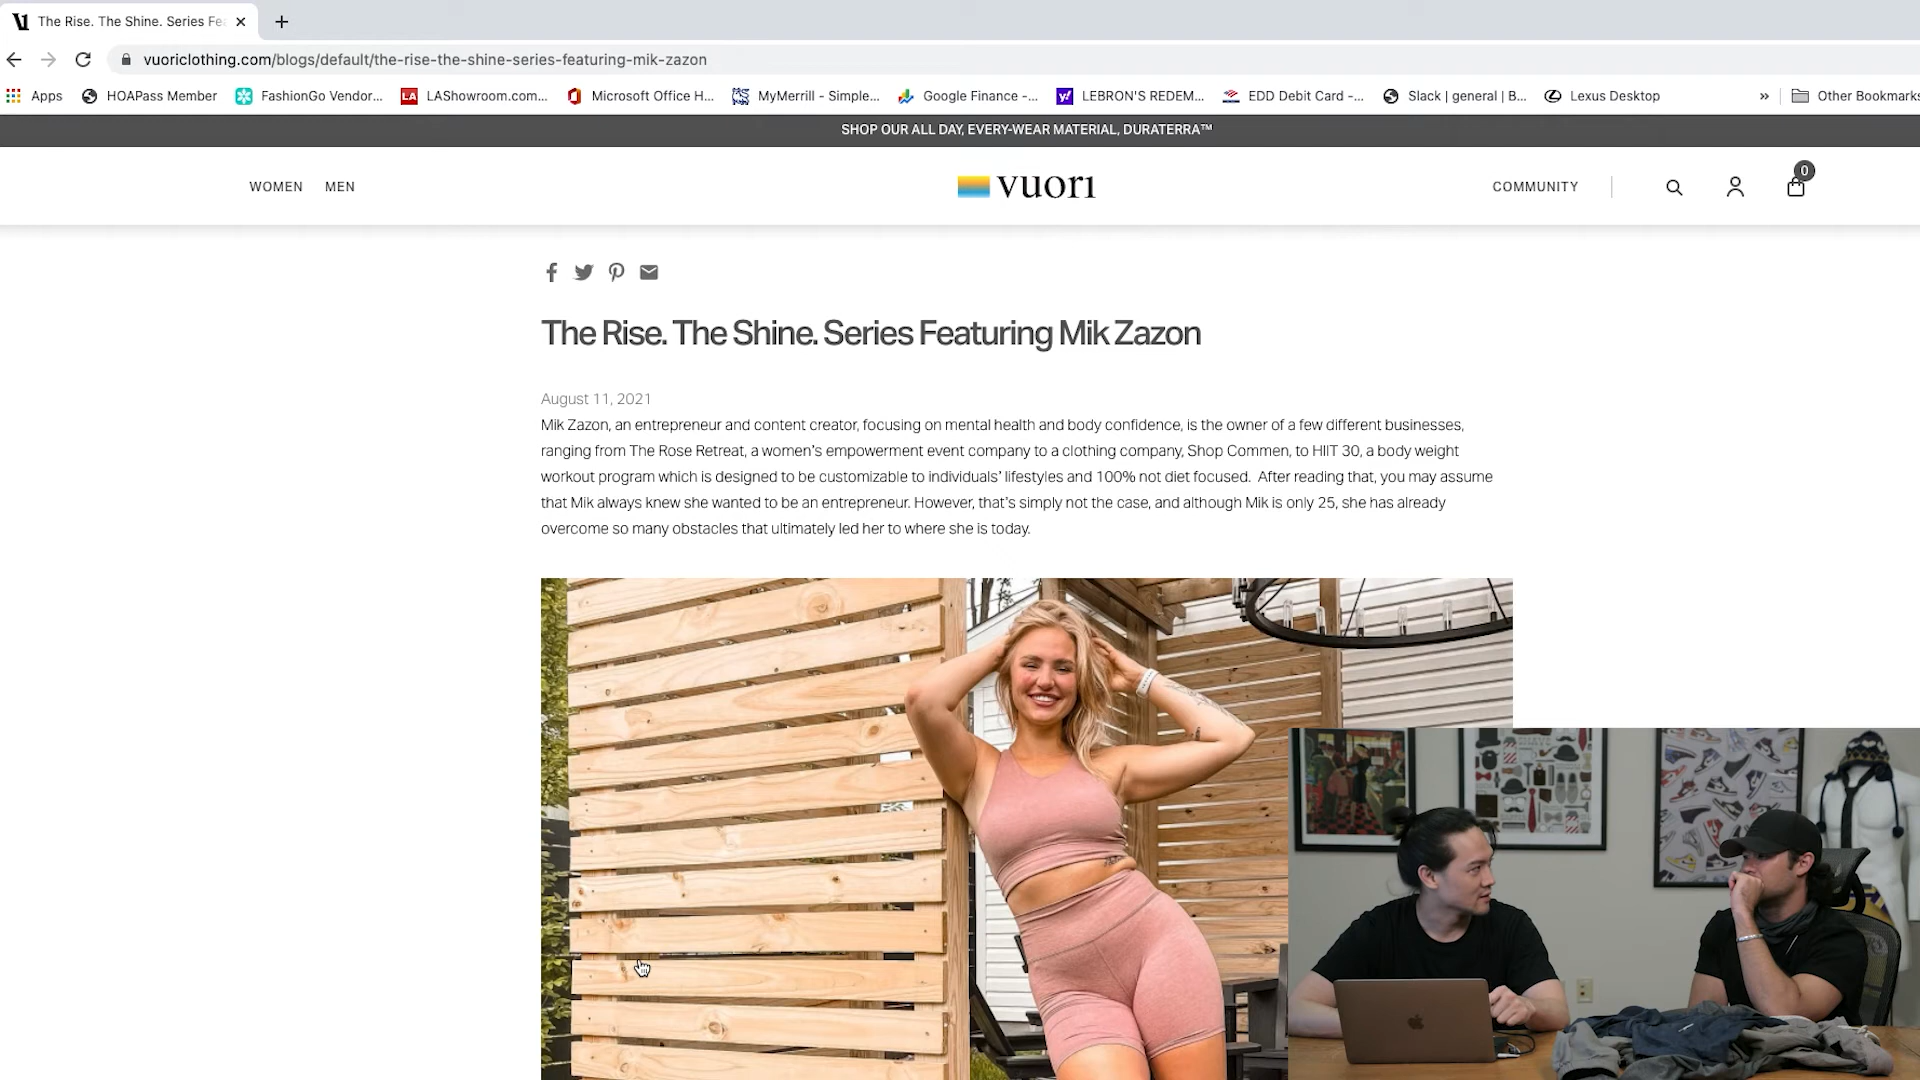 The Rise. The Shine. Series Fea
vuoriclothing.com/blogs/default/the-rise-the-shine-series-featuring-mik-zazon
Apps HOAPass Member FashionGo Vendor... LA LAShowroom.com... Microsoft Office H... MyMerrill - Simple... Google Finance -... y! LEBRON'S REDEM... EDD Debit Card -... Slack | general | B... Lexus Desktop » Other Bookmarks
SHOP OUR ALL DAY, EVERY-WEAR MATERIAL, DURATERRA™
WOMEN MEN vuori COMMUNITY 0
The Rise. The Shine. Series Featuring Mik Zazon
August 11, 2021
Mik Zazon, an entrepreneur and content creator, focusing on mental health and body confidence, is the owner of a few different businesses,
ranging from The Rose Retreat, a women's empowerment event company to a clothing company, Shop Commen, to HIIT 30, a body weight
workout program which is designed to be customizable to individuals' lifestyles and 100% not diet focused. After reading that, you may assume
that Mik always knew she wanted to be an entrepreneur. However, that's simply not the case, and although Mik is only 25, she has already
overcome so many obstacles that ultimately led her to where she is today.